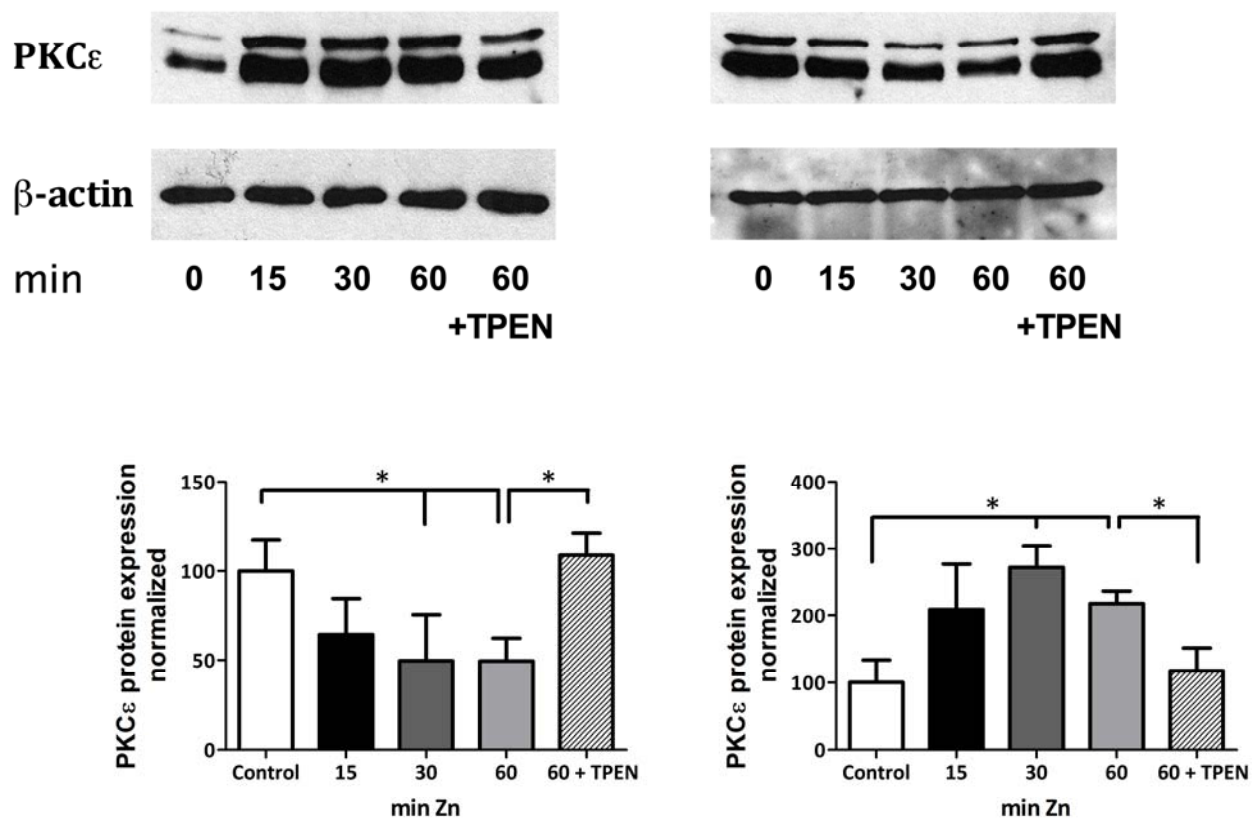 PKCε
β-actin
min 0 15 30 60 60 0 15 30 60 60
+TPEN +TPEN
PKCε protein expression
normalized
150
100
50
0
*
*
Control 15 30 60 60 + TPEN
min Zn
PKCε protein expression
normalized
400
300
200
100
0
*
*
Control 15 30 60 60 + TPEN
min Zn